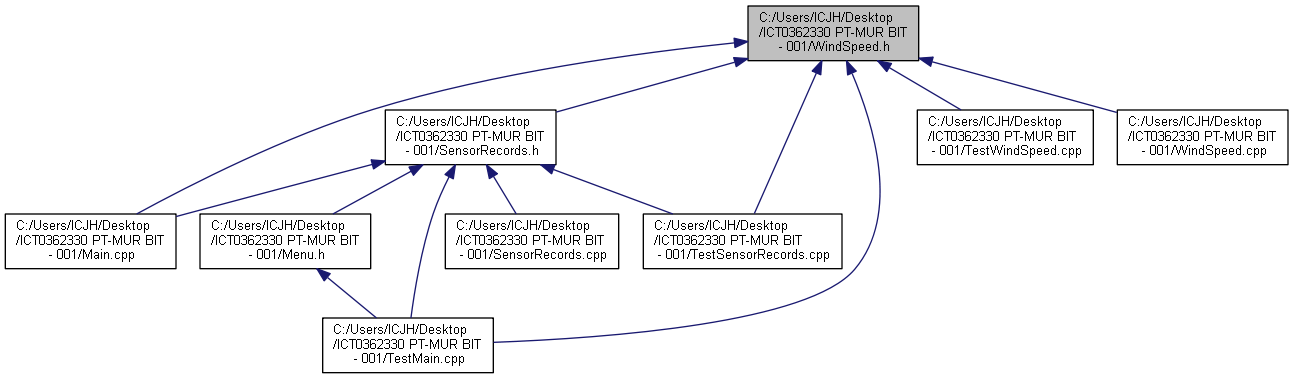 C:/Users/ICJH/Desktop
/ICT0362330 PT-MUR BIT
- 001/WindSpeed.h
C:/Users/ICJH/Desktop
/ICT0362330 PT-MUR BIT
- 001/SensorRecords.h
C:/Users/ICJH/Desktop
/ICT0362330 PT-MUR BIT
- 001/TestWindSpeed.cpp
C:/Users/ICJH/Desktop
/ICT0362330 PT-MUR BIT
- 001/WindSpeed.cpp
C:/Users/ICJH/Desktop
/ICT0362330 PT-MUR BIT
- 001/Main.cpp
C:/Users/ICJH/Desktop
/ICT0362330 PT-MUR BIT
- 001/Menu.h
C:/Users/ICJH/Desktop
/ICT0362330 PT-MUR BIT
- 001/SensorRecords.cpp
C:/Users/ICJH/Desktop
/ICT0362330 PT-MUR BIT
- 001/TestSensorRecords.cpp
C:/Users/ICJH/Desktop
/ICT0362330 PT-MUR BIT
- 001/TestMain.cpp